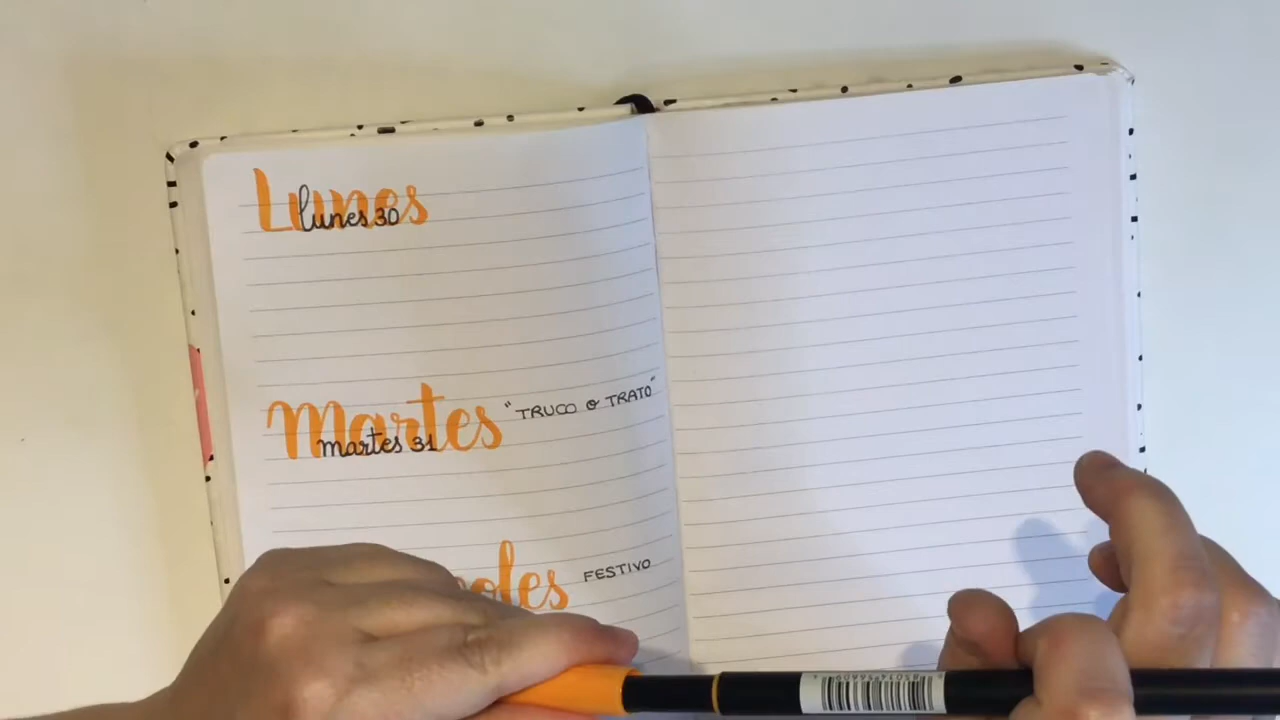 Lunes
lunes 30
Martes
martes 31
"TRUCO o TRATO"
FESTIVO